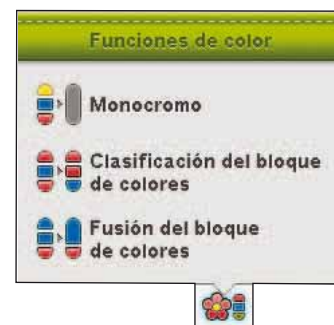 Funciones de color
Monocromo
Clasificación del bloque
de colores
Fusión del bloque
de colores